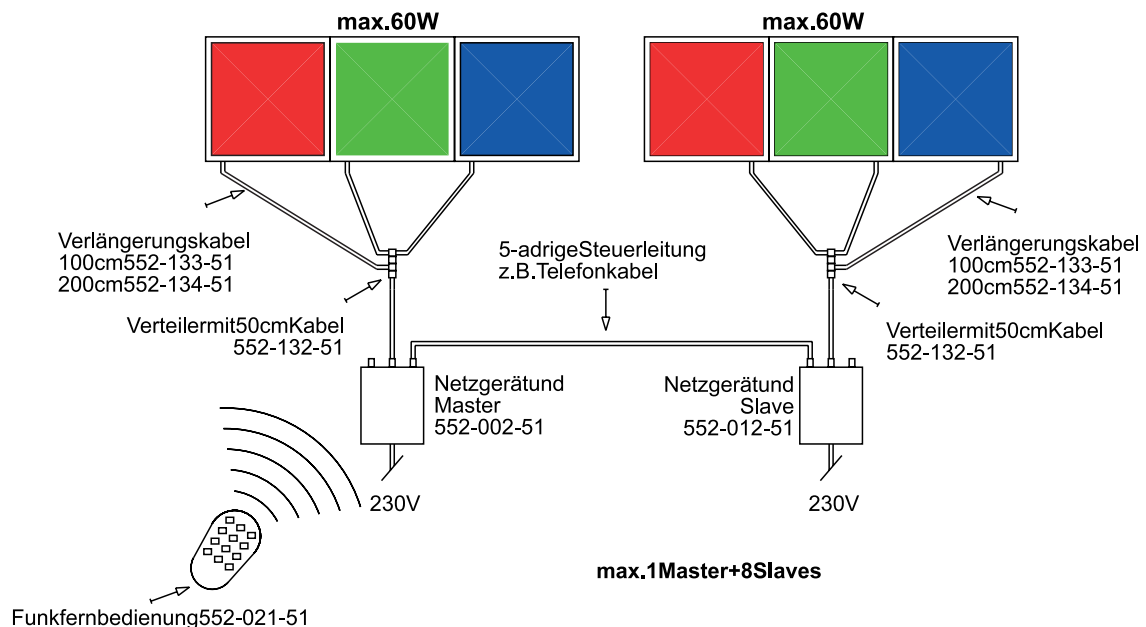 max.60W
max.60W
Verlängerungskabel
100cm552-133-51
200cm552-134-51
5-adrigeSteuerleitung
z.B.Telefonkabel
Verlängerungskabel
100cm552-133-51
200cm552-134-51
Verteilermit50cmKabel
552-132-51
Verteilermit50cmKabel
552-132-51
Netzgerätund
Master
552-002-51
Netzgerätund
Slave
552-012-51
230V
230V
max.1Master+8Slaves
Funkfernbedienung552-021-51